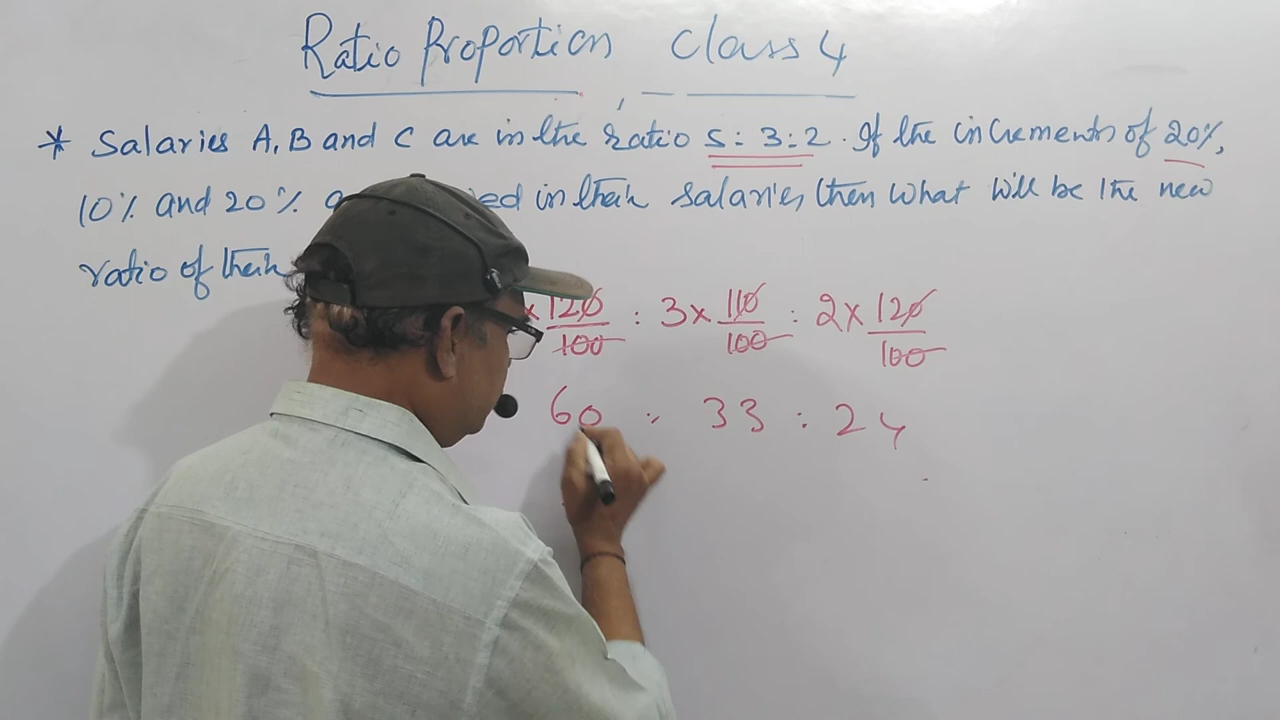 Ratio Proportion, - Class 4
* Salaries A, B and C are in the ratio 5:3:2. If the increments of 20%,
10% and 20% ed in their salaries then what will be the new
ratio of their
× 120/100 : 3 × 110/100 : 2 × 120/100
60 : 33 : 24